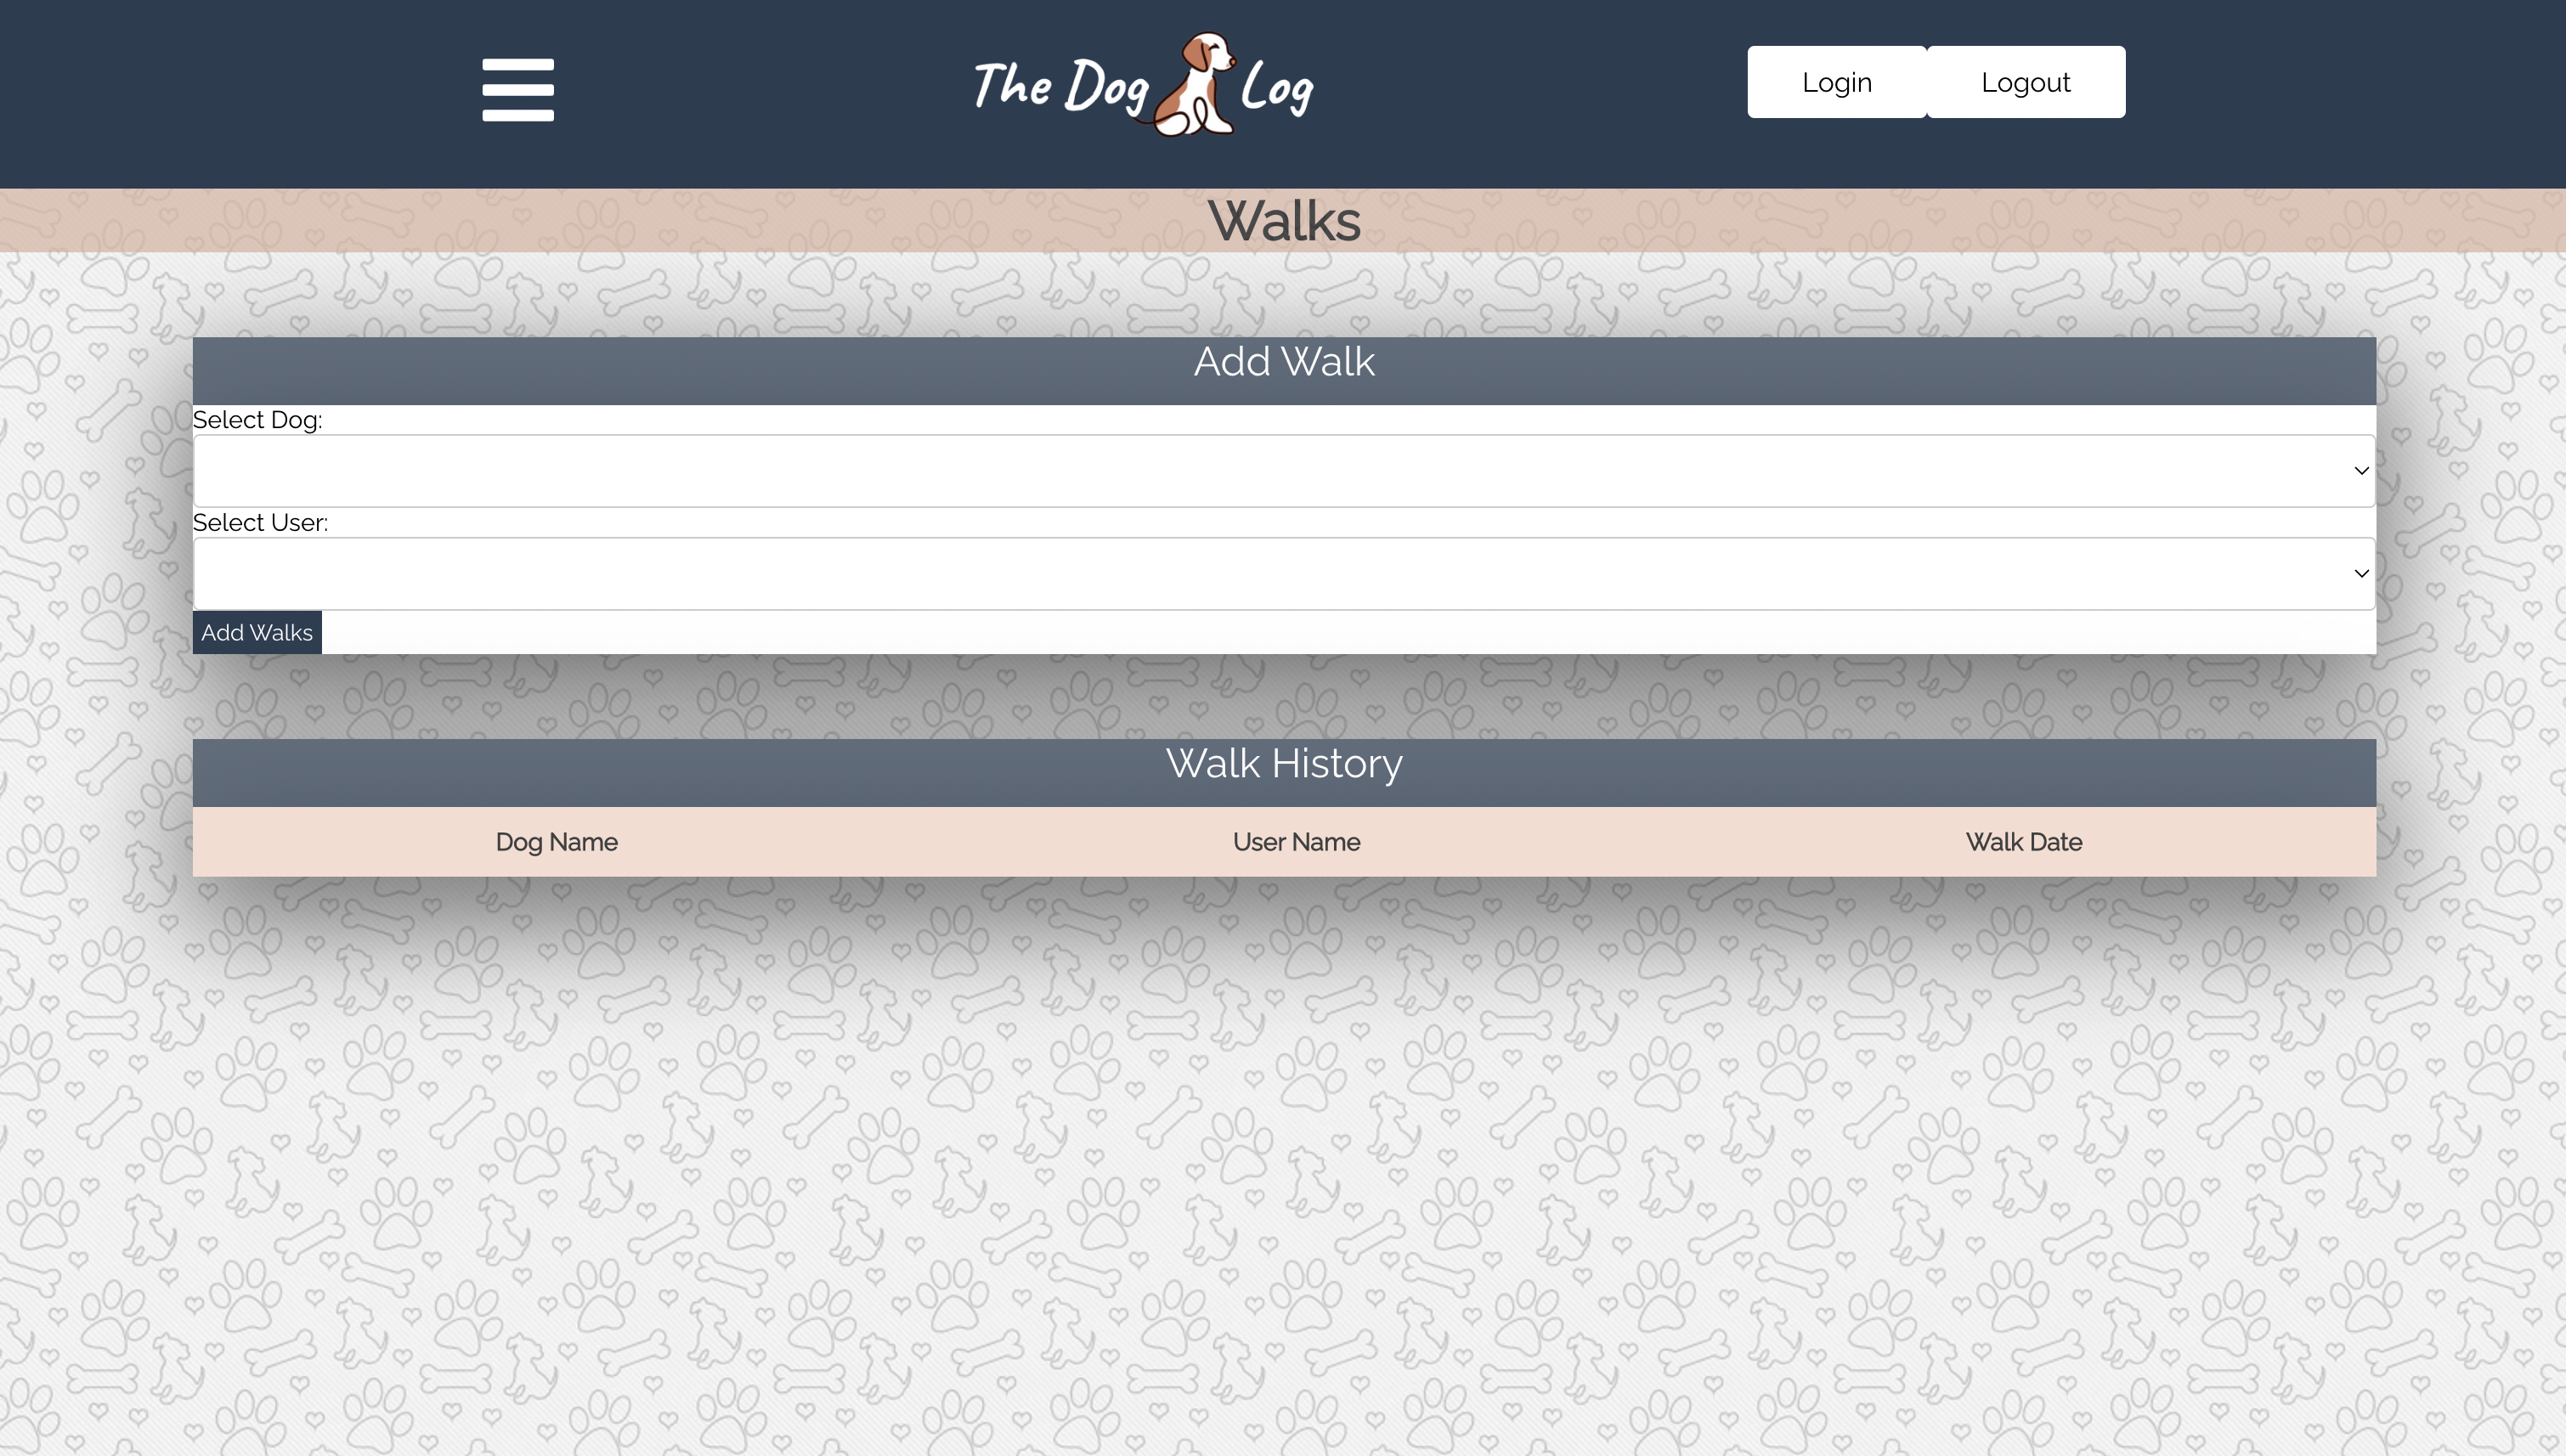 The Dog Log
Login Logout
Walks
Add Walk
Select Dog:
Select User:
Add Walks
Walk History
Dog Name User Name Walk Date